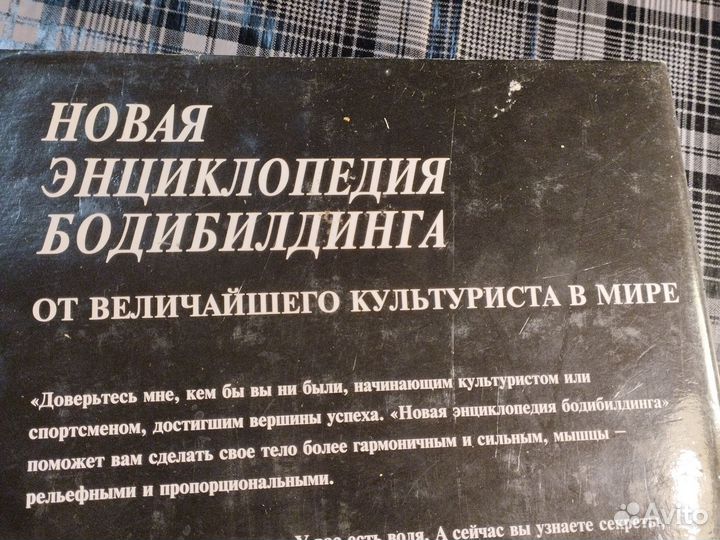 НОВАЯ
ЭНЦИКЛОПЕДИЯ
БОДИБИЛДИНГА
ОТ ВЕЛИЧАЙШЕГО КУЛЬТУРИСТА В МИРЕ
«Доверьтесь мне, кем бы вы ни были, начинающим культуристом или
спортсменом, достигшим вершины успеха. «Новая энциклопедия бодибилдинга»
поможет вам сделать свое тело более гармоничным и сильным, мышцы –
рельефными и пропорциональными.
У вас есть воля. А сейчас вы узнаете секреты,
Avito